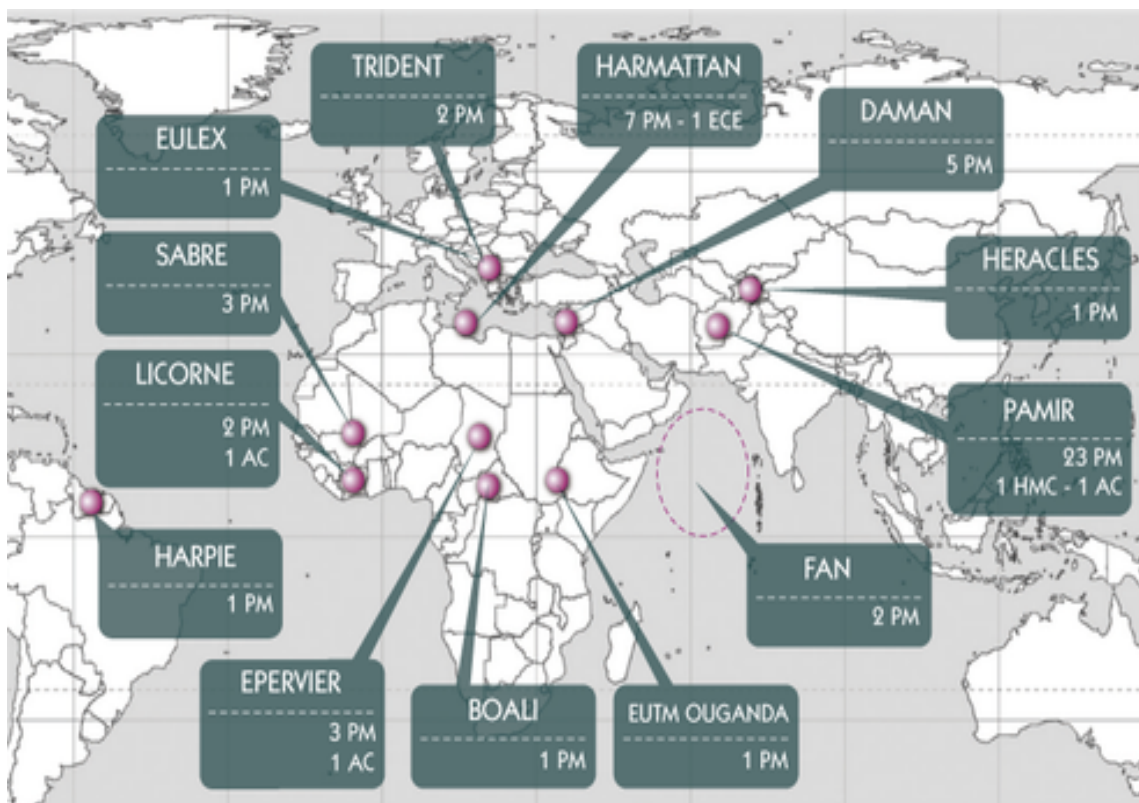 TRIDENT
2 PM
HARMATTAN
7 PM - 1 ECE
DAMAN
5 PM
EULEX
1 PM
SABRE
3 PM
HERACLES
1 PM
LICORNE
2 PM
1 AC
PAMIR
23 PM
1 HMC - 1 AC
HARPIE
1 PM
FAN
2 PM
EPERVIER
3 PM
1 AC
BOALI
1 PM
EUTM OUGANDA
1 PM